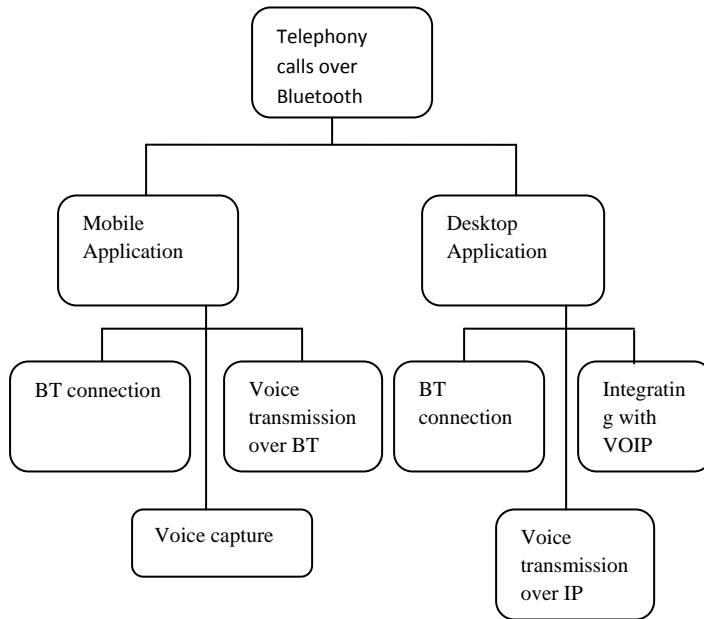 Telephony
calls over
Bluetooth
Mobile
Application
Desktop
Application
BT connection
Voice
transmission
over BT
BT
connection
Integratin
g with
VOIP
Voice capture
Voice
transmission
over IP